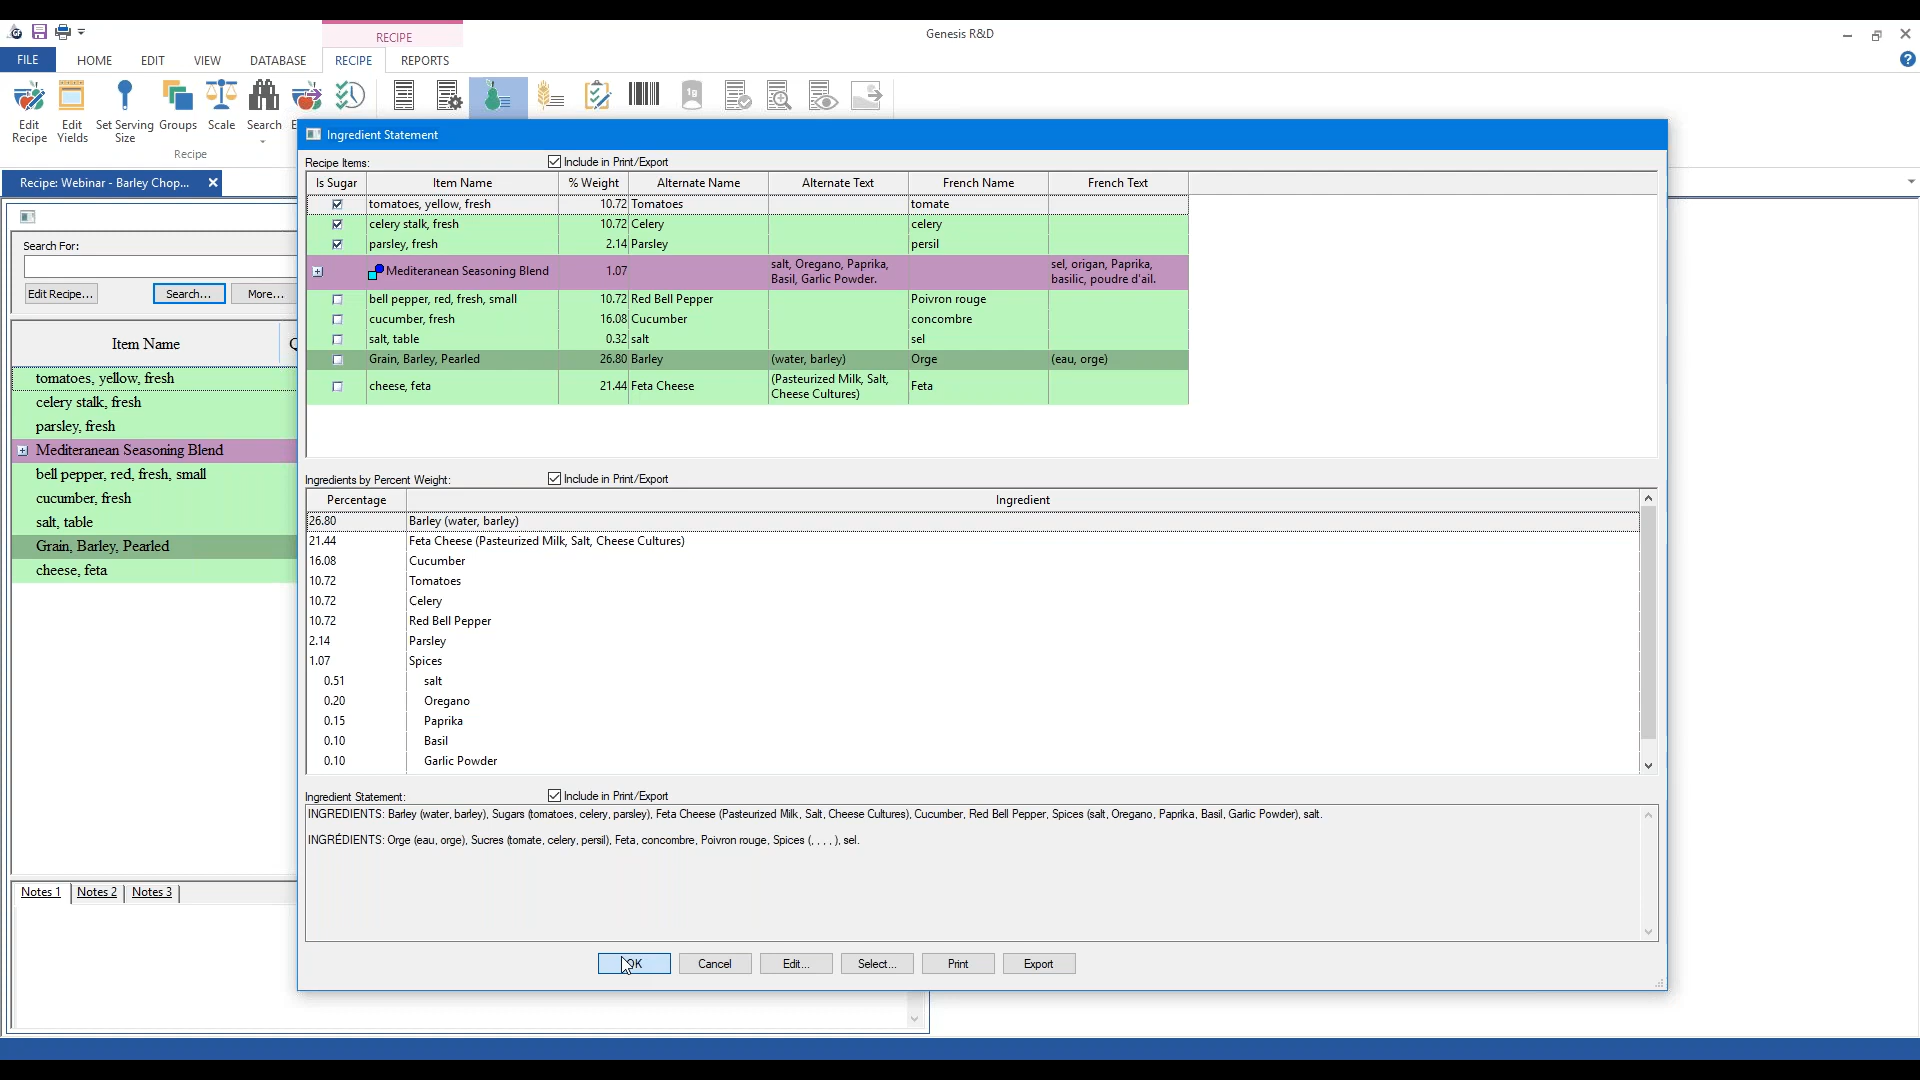 RECIPE
Genesis R&D
FILE HOME EDIT VIEW DATABASE RECIPE REPORTS
1g
Edit Recipe Edit Yields Set Serving Size Groups Scale Search E
Recipe
Recipe: Webinar - Barley Chop...
Search For:
Edit Recipe... Search... More...
Item Name Q
tomatoes, yellow, fresh
celery stalk, fresh
parsley, fresh
Mediteranean Seasoning Blend
bell pepper, red, fresh, small
cucumber, fresh
salt, table
Grain, Barley, Pearled
cheese, feta
Notes 1 Notes 2 Notes 3
Ingredient Statement
Recipe Items: Include in Print/Export
Is Sugar Item Name % Weight Alternate Name Alternate Text French Name French Text
tomatoes, yellow, fresh 10.72 Tomatoes tomate
celery stalk, fresh 10.72 Celery celery
parsley, fresh 2.14 Parsley persil
Mediteranean Seasoning Blend 1.07 salt, Oregano, Paprika, Basil, Garlic Powder. sel, origan, Paprika, basilic, poudre d'ail.
bell pepper, red, fresh, small 10.72 Red Bell Pepper Poivron rouge
cucumber, fresh 16.08 Cucumber concombre
salt, table 0.32 salt sel
Grain, Barley, Pearled 26.80 Barley (water, barley) Orge (eau, orge)
cheese, feta 21.44 Feta Cheese (Pasteurized Milk, Salt, Cheese Cultures) Feta
Ingredients by Percent Weight: Include in Print/Export
Percentage Ingredient
26.80 Barley (water, barley)
21.44 Feta Cheese (Pasteurized Milk, Salt, Cheese Cultures)
16.08 Cucumber
10.72 Tomatoes
10.72 Celery
10.72 Red Bell Pepper
2.14 Parsley
1.07 Spices
0.51 salt
0.20 Oregano
0.15 Paprika
0.10 Basil
0.10 Garlic Powder
Ingredient Statement: Include in Print/Export
INGREDIENTS: Barley (water, barley), Sugars (tomatoes, celery, parsley), Feta Cheese (Pasteurized Milk, Salt, Cheese Cultures), Cucumber, Red Bell Pepper, Spices (salt, Oregano, Paprika, Basil, Garlic Powder), salt.
INGRÉDIENTS: Orge (eau, orge), Sucres (tomate, celery, persil), Feta, concombre, Poivron rouge, Spices (, , , , ), sel.
OK Cancel Edit... Select... Print Export